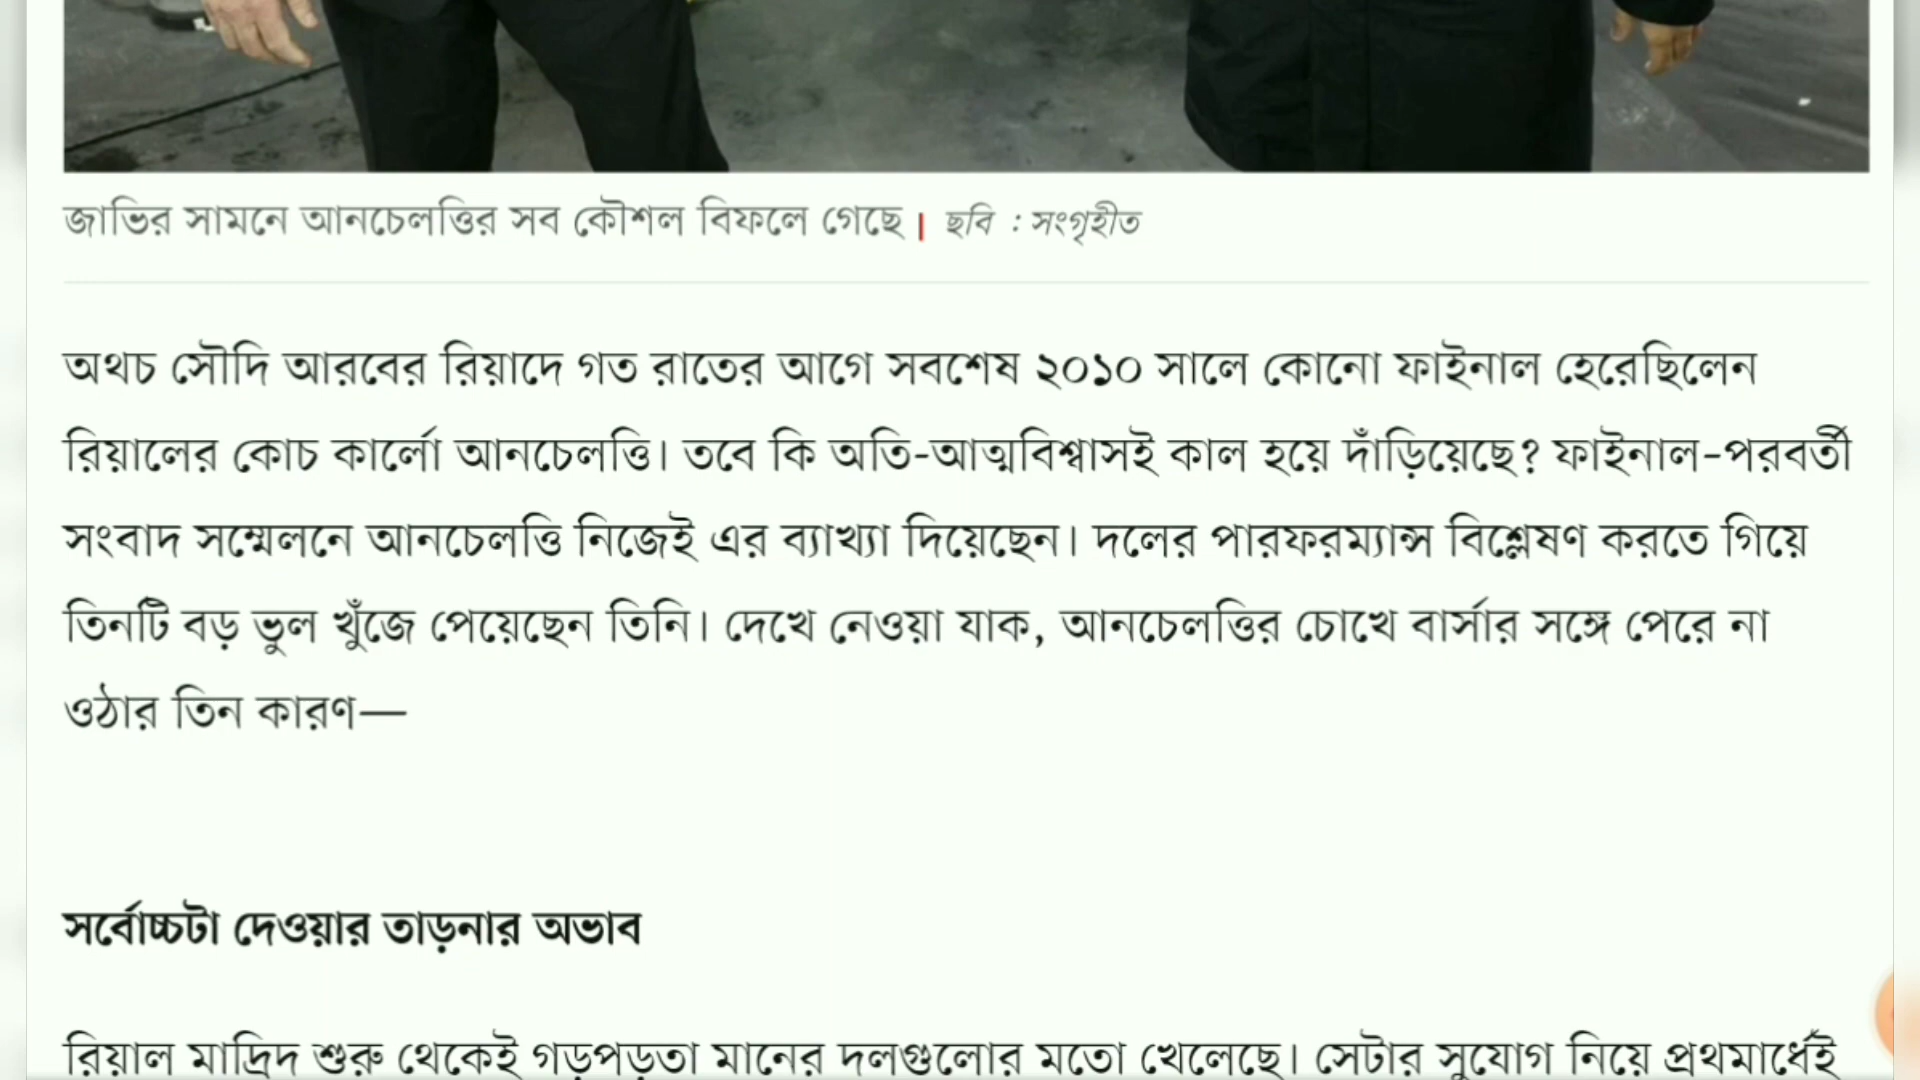 জাভির সামনে আনচেলত্তির সব কৌশল বিফলে গেছে | ছবি : সংগৃহীত
অথচ সৌদি আরবের রিয়াদে গত রাতের আগে সবশেষ ২০১০ সালে কোনো ফাইনাল হেরেছিলেন
রিয়ালের কোচ কার্লো আনচেলত্তি। তবে কি অতি-আত্মবিশ্বাসই কাল হয়ে দাঁড়িয়েছে? ফাইনাল-পরবর্তী
সংবাদ সম্মেলনে আনচেলত্তি নিজেই এর ব্যাখ্যা দিয়েছেন। দলের পারফরম্যান্স বিশ্লেষণ করতে গিয়ে
তিনটি বড় ভুল খুঁজে পেয়েছেন তিনি। দেখে নেওয়া যাক, আনচেলত্তির চোখে বার্সার সঙ্গে পেরে না
ওঠার তিন কারণ—
সর্বোচ্চটা দেওয়ার তাড়নার অভাব
রিয়াল মাদ্রিদ শুরু থেকেই গড়পড়তা মানের দলগুলোর মতো খেলেছে। সেটার সুযোগ নিয়ে প্রথমার্ধেই